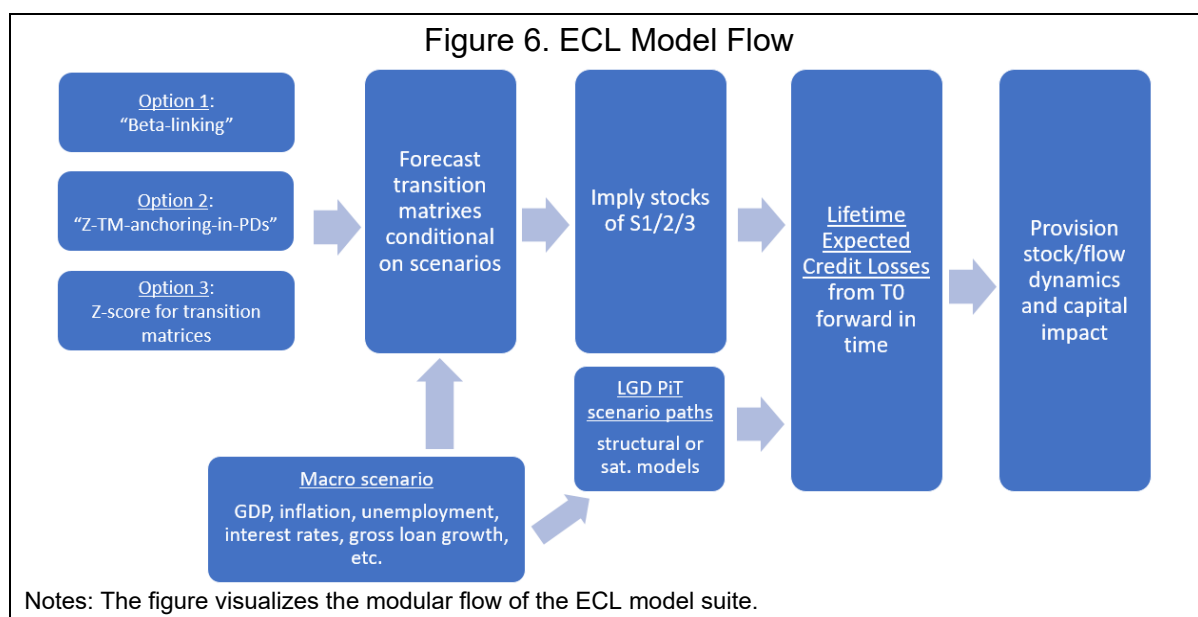 Figure 6. ECL Model Flow
Option 1:
“Beta-linking”
Option 2:
“Z-TM-anchoring-in-PDs”
Option 3:
Z-score for transition
matrices
Forecast
transition
matrixes
conditional
on scenarios
Imply stocks
of S1/2/3
Lifetime
Expected
Credit Losses
from T0
forward in
time
Provision
stock/flow
dynamics
and capital
impact
LGD PiT
scenario paths
structural or
sat. models
Macro scenario
GDP, inflation, unemployment,
interest rates, gross loan growth,
etc.
Notes: The figure visualizes the modular flow of the ECL model suite.